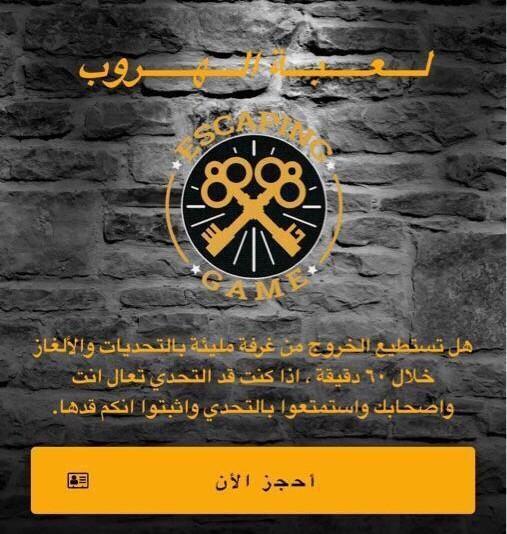 لعبة الهروب
ESCAPING
GAME
هل تستطيع الخروج من غرفة مليئة بالتحديات والألغاز
خلال ٦٠ دقيقة ، اذا كنت قد التحدي تعال انت
واصحابك واستمتعوا بالتحدي واثبتوا انكم قدها.
أحجز الأن